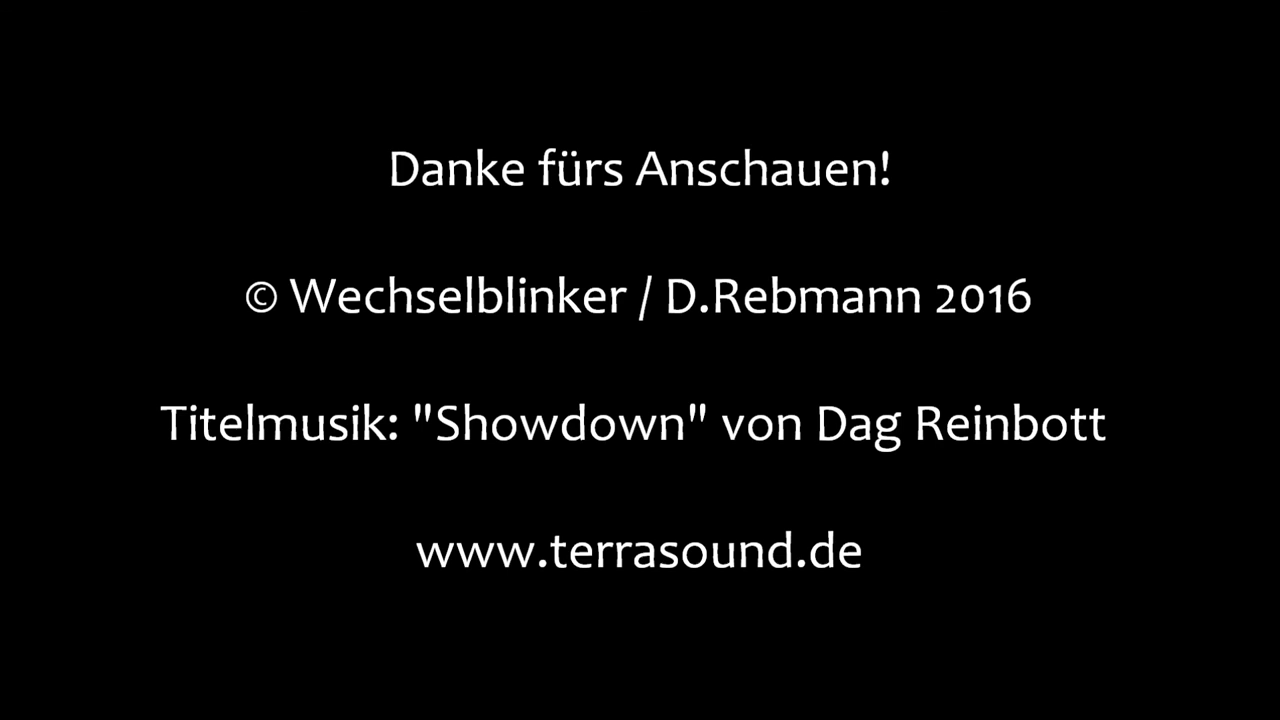 Danke fürs Anschauen!
© Wechselblinker / D.Rebmann 2016
Titelmusik: "Showdown" von Dag Reinbott
www.terrasound.de